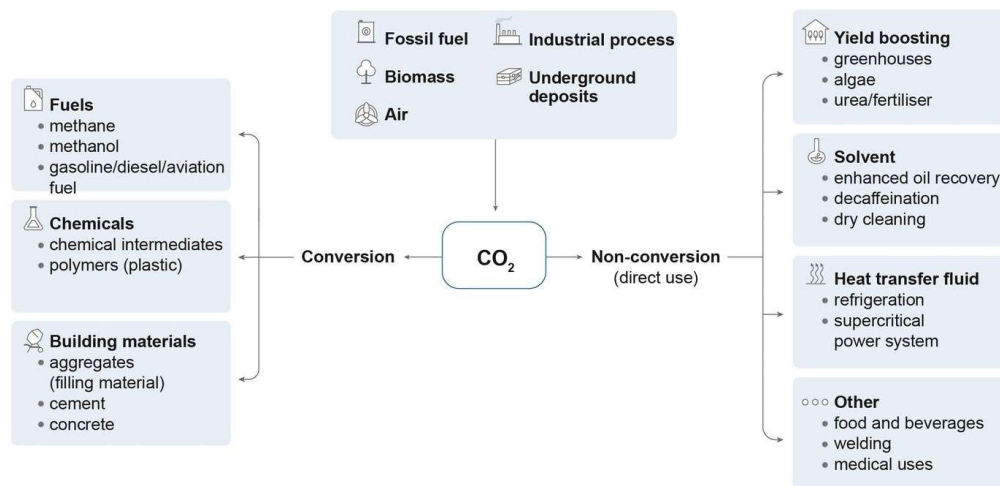 Fossil fuel
Industrial process
Biomass
Underground
deposits
Air
Fuels
• methane
• methanol
• gasoline/diesel/aviation
fuel
Chemicals
• chemical intermediates
• polymers (plastic)
Building materials
• aggregates
(filling material)
• cement
• concrete
Conversion
CO₂
Non-conversion
(direct use)
Yield boosting
• greenhouses
• algae
• urea/fertiliser
Solvent
• enhanced oil recovery
• decaffeination
• dry cleaning
Heat transfer fluid
• refrigeration
• supercritical
power system
Other
• food and beverages
• welding
• medical uses